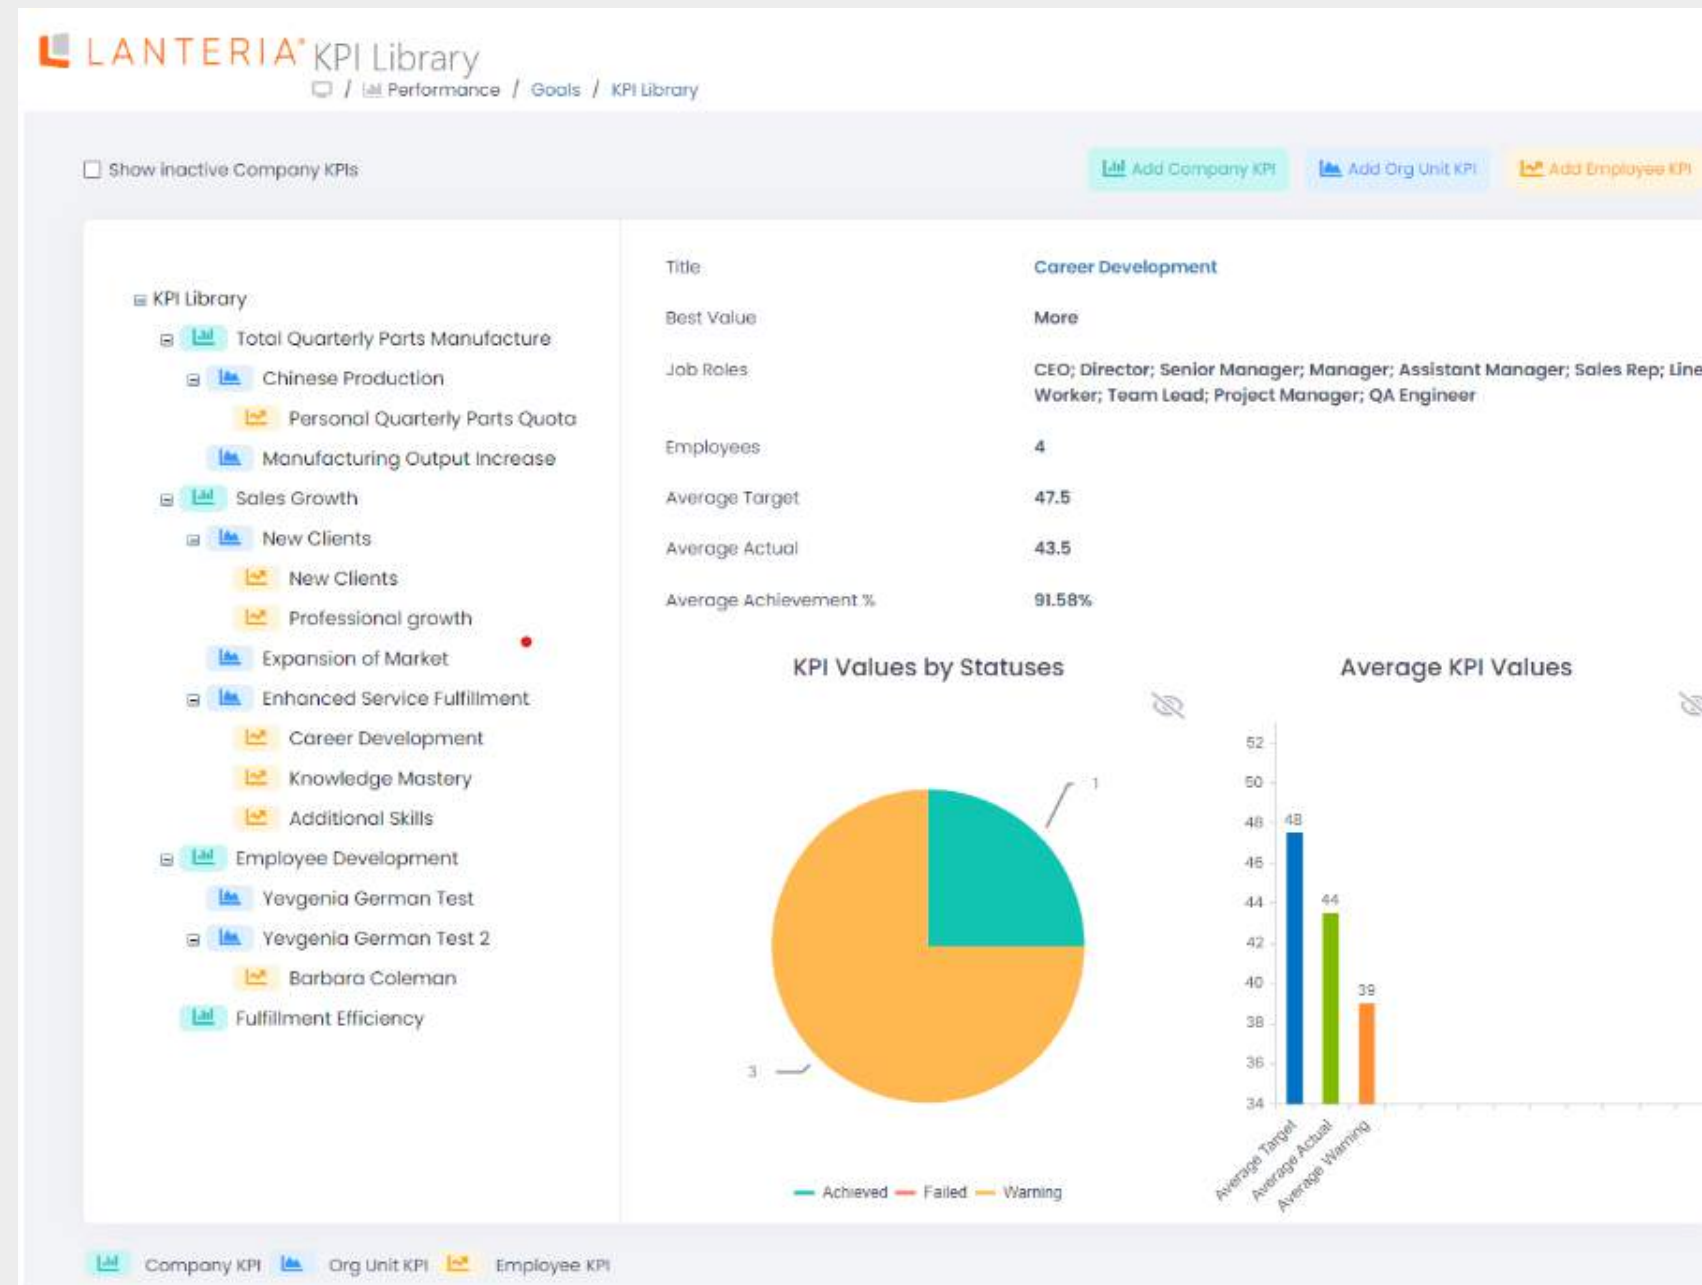 LANTERIA® KPI Library
/ Performance / Goals / KPI Library
Show inactive Company KPIs
Add Company KPI
Add Org Unit KPI
Add Employee KPI
KPI Library
Total Quarterly Parts Manufacture
Chinese Production
Personal Quarterly Parts Quota
Manufacturing Output Increase
Sales Growth
New Clients
New Clients
Professional growth
Expansion of Market
Enhanced Service Fulfillment
Career Development
Knowledge Mastery
Additional Skills
Employee Development
Yevgenia German Test
Yevgenia German Test 2
Barbara Coleman
Fulfillment Efficiency
Title Career Development
Best Value More
Job Roles CEO; Director; Senior Manager; Manager; Assistant Manager; Sales Rep; Line
Worker; Team Lead; Project Manager; QA Engineer
Employees 4
Average Target 47.5
Average Actual 43.5
Average Achievement % 91.58%
KPI Values by Statuses
1
3
Achieved Failed Warning
Average KPI Values
52
50
48
46
44
42
40
38
36
34
48
44
39
Average Target
Average Actual
Average Warning
Company KPI Org Unit KPI Employee KPI